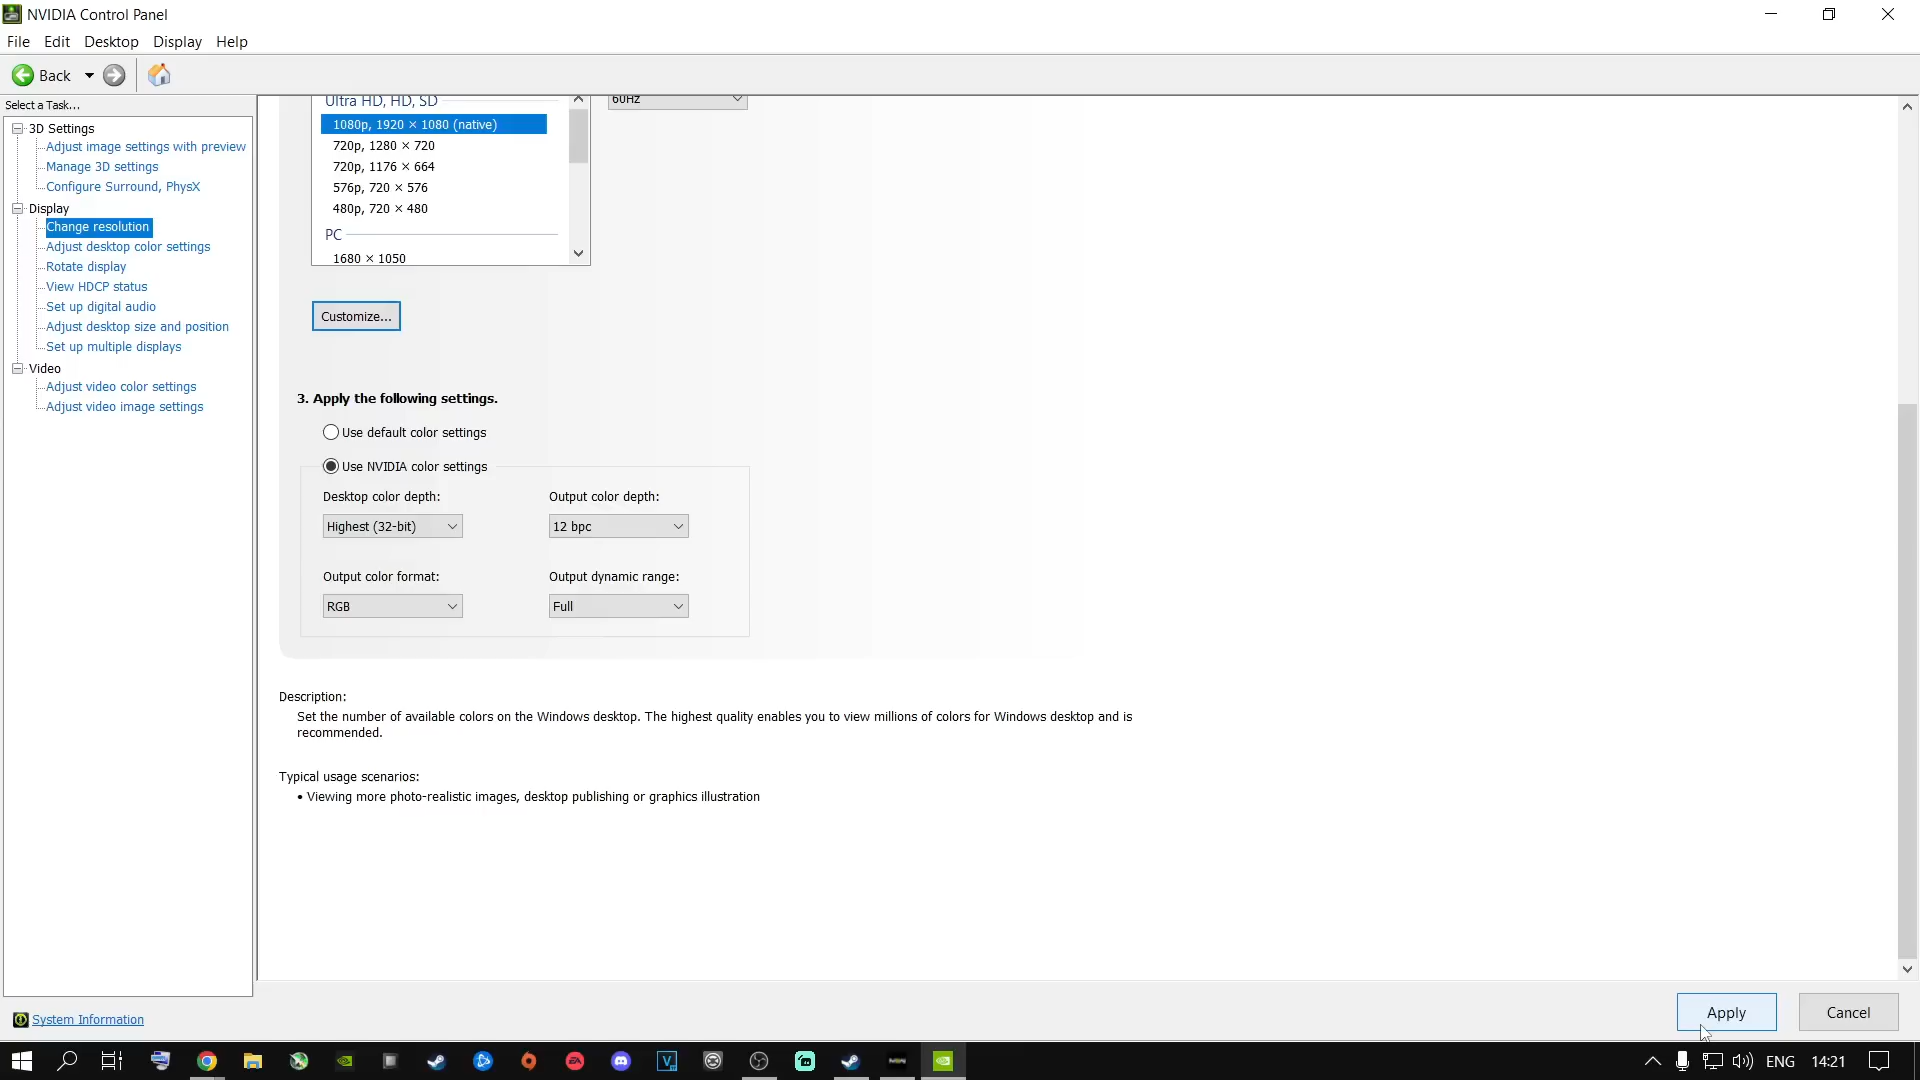 NVIDIA Control Panel
File Edit Desktop Display Help
Back
Select a Task...
3D Settings
Adjust image settings with preview
Manage 3D settings
Configure Surround, PhysX
Display
Change resolution
Adjust desktop color settings
Rotate display
View HDCP status
Set up digital audio
Adjust desktop size and position
Set up multiple displays
Video
Adjust video color settings
Adjust video image settings
System Information
Ultra HD, HD, SD
1080p, 1920 × 1080 (native)
720p, 1280 × 720
720p, 1176 × 664
576p, 720 × 576
480p, 720 × 480
PC
1680 × 1050
60Hz
Customize...
3. Apply the following settings.
Use default color settings
Use NVIDIA color settings
Desktop color depth: Output color depth:
Highest (32-bit) 12 bpc
Output color format: Output dynamic range:
RGB Full
Description:
Set the number of available colors on the Windows desktop. The highest quality enables you to view millions of colors for Windows desktop and is
recommended.
Typical usage scenarios:
• Viewing more photo-realistic images, desktop publishing or graphics illustration
Apply Cancel
ENG 14:21